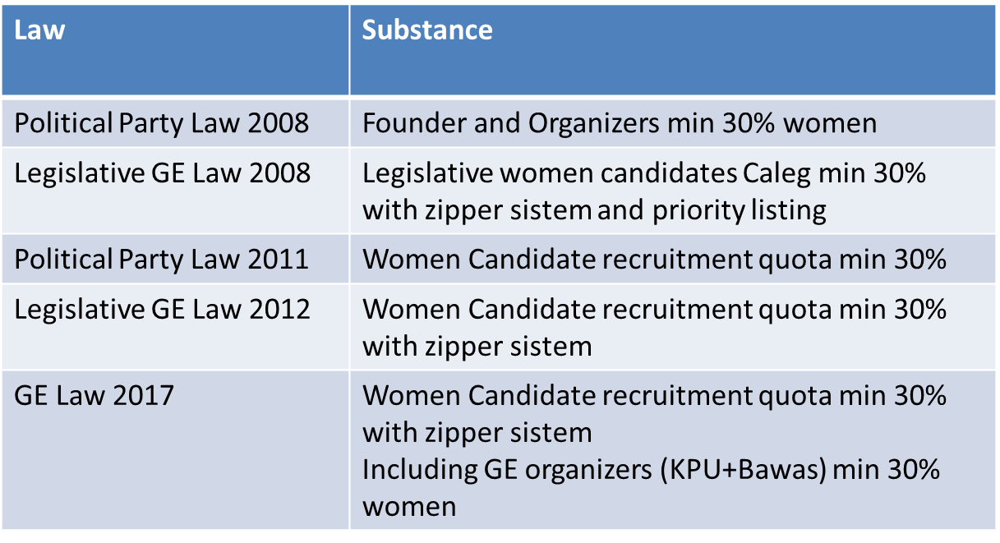 Law
Substance
Political Party Law 2008
Founder and Organizers min 30% women
Legislative GE Law 2008
Legislative women candidates Caleg min 30%
with zipper sistem and priority listing
Political Party Law 2011
Women Candidate recruitment quota min 30%
Legislative GE Law 2012
Women Candidate recruitment quota min 30%
with zipper sistem
GE Law 2017
Women Candidate recruitment quota min 30%
with zipper sistem
Including GE organizers (KPU+Bawas) min 30%
women